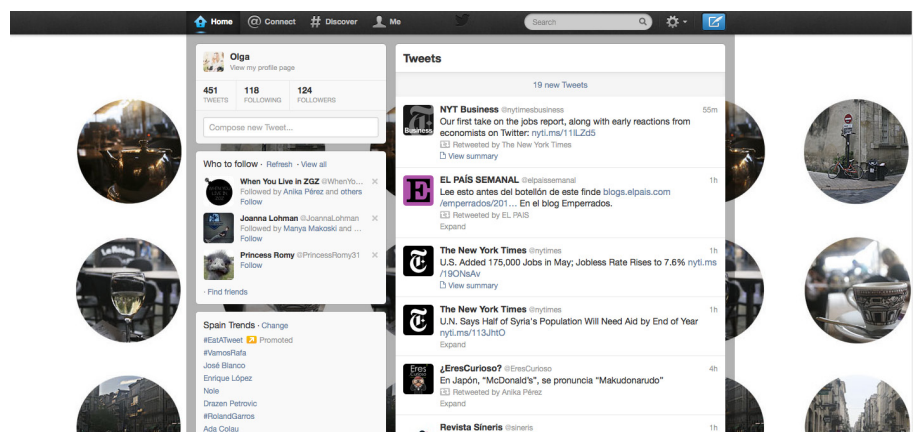 Home
Connect
Discover
Me
Search
Olga
View my profile page
451
TWEETS
118
FOLLOWING
124
FOLLOWERS
Compose new Tweet...
Who to follow · Refresh · View all
When You Live in ZGZ @WhenYo...
Followed by Anika Pérez and others
Follow
Joanna Lohman @JoannaLohman
Followed by Manya Makoski and ...
Follow
Princess Romy @PrincessRomy31
Follow
· Find friends
Spain Trends · Change
#EatATweet Promoted
#VamosRafa
José Blanco
Enrique López
Nole
Drazen Petrovic
#RolandGarros
Ada Colau
Tweets
19 new Tweets
Business
NYT Business @nytimesbusiness 55m
Our first take on the jobs report, along with early reactions from
economists on Twitter: nyti.ms/11lLZd5
Retweeted by The New York Times
View summary
EL PAÍS SEMANAL @elpaissemanal 1h
Lee esto antes del botellón de este finde blogs.elpais.com
/emperrados/201... En el blog Emperrados.
Retweeted by EL PAIS
Expand
The New York Times @nytimes 1h
U.S. Added 175,000 Jobs in May; Jobless Rate Rises to 7.6% nyti.ms
/19ONsAv
View summary
The New York Times @nytimes 1h
U.N. Says Half of Syria's Population Will Need Aid by End of Year
nyti.ms/113JhtO
Expand
Eres
¿EresCurioso? @EresCurioso 4h
En Japón, “McDonald’s”, se pronuncia “Makudonarudo”
Retweeted by Anika Pérez
Expand
Revista Síneris @sineris 1h